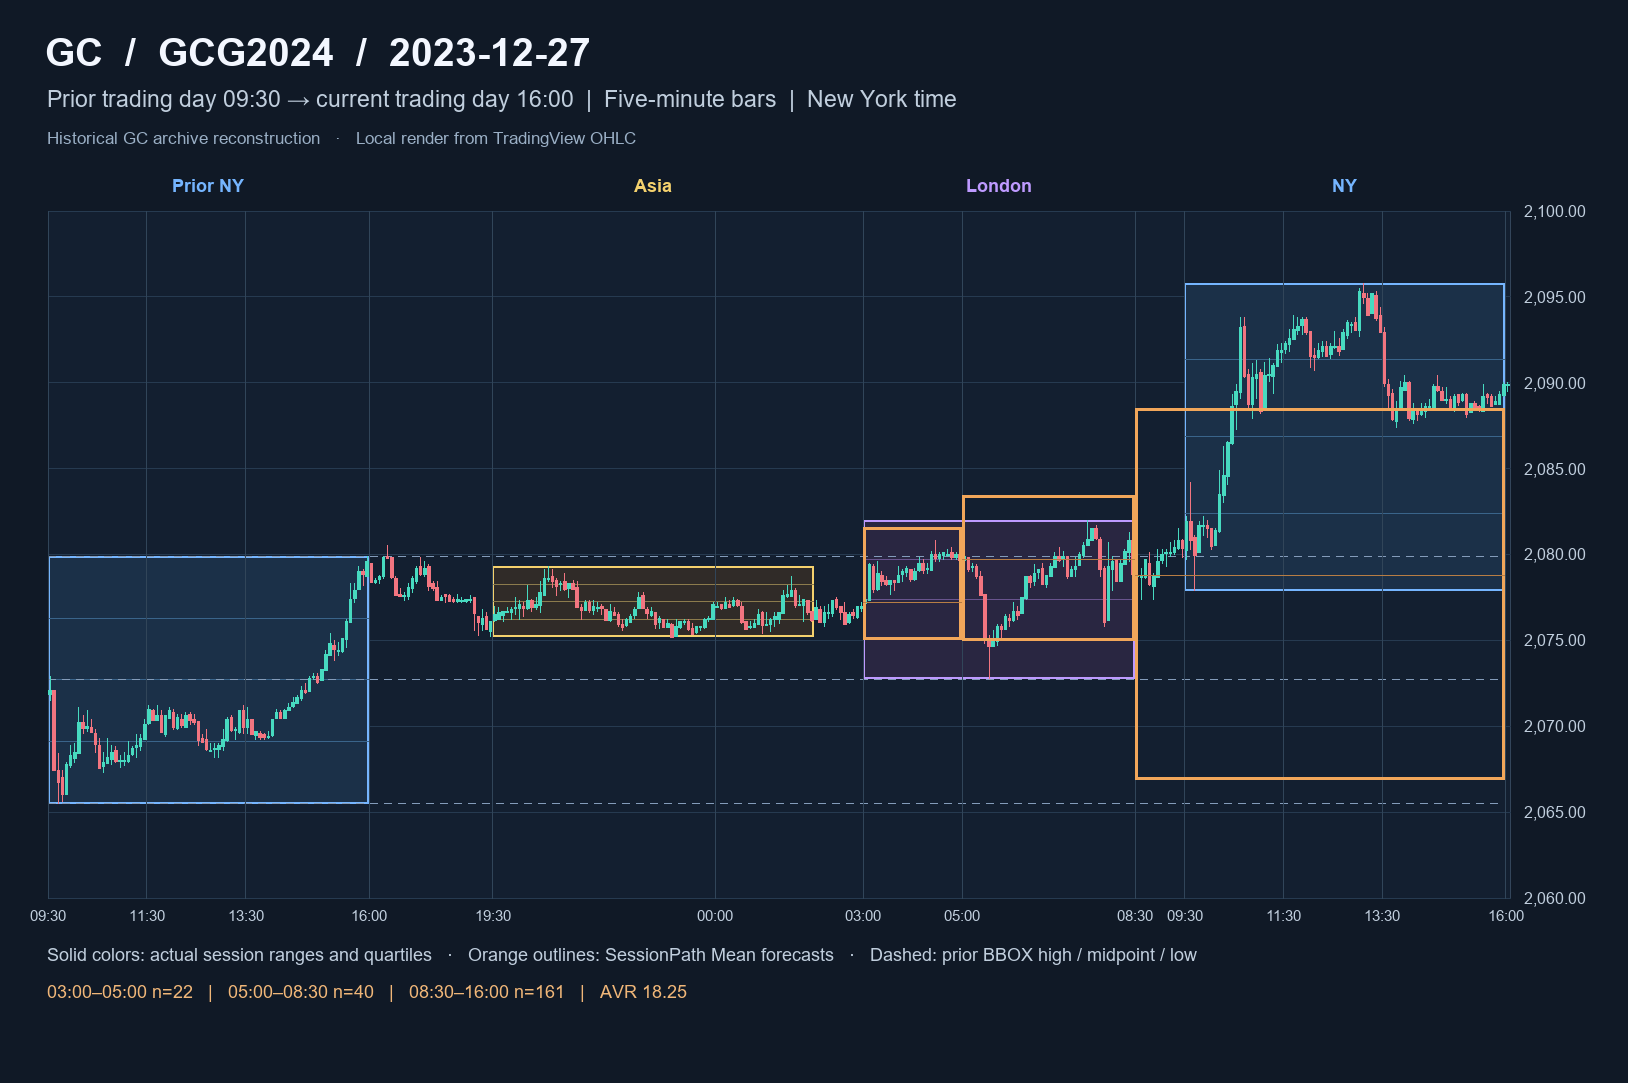 GC / GCG2024 / 2023-12-27
Prior trading day 09:30 → current trading day 16:00 | Five-minute bars | New York time
Historical GC archive reconstruction · Local render from TradingView OHLC
Prior NY Asia London NY
2,100.00
2,095.00
2,090.00
2,085.00
2,080.00
2,075.00
2,070.00
2,065.00
2,060.00
09:30 11:30 13:30 16:00 19:30 00:00 03:00 05:00 08:30 09:30 11:30 13:30 16:00
Solid colors: actual session ranges and quartiles · Orange outlines: SessionPath Mean forecasts · Dashed: prior BBOX high / midpoint / low
03:00–05:00 n=22 | 05:00–08:30 n=40 | 08:30–16:00 n=161 | AVR 18.25